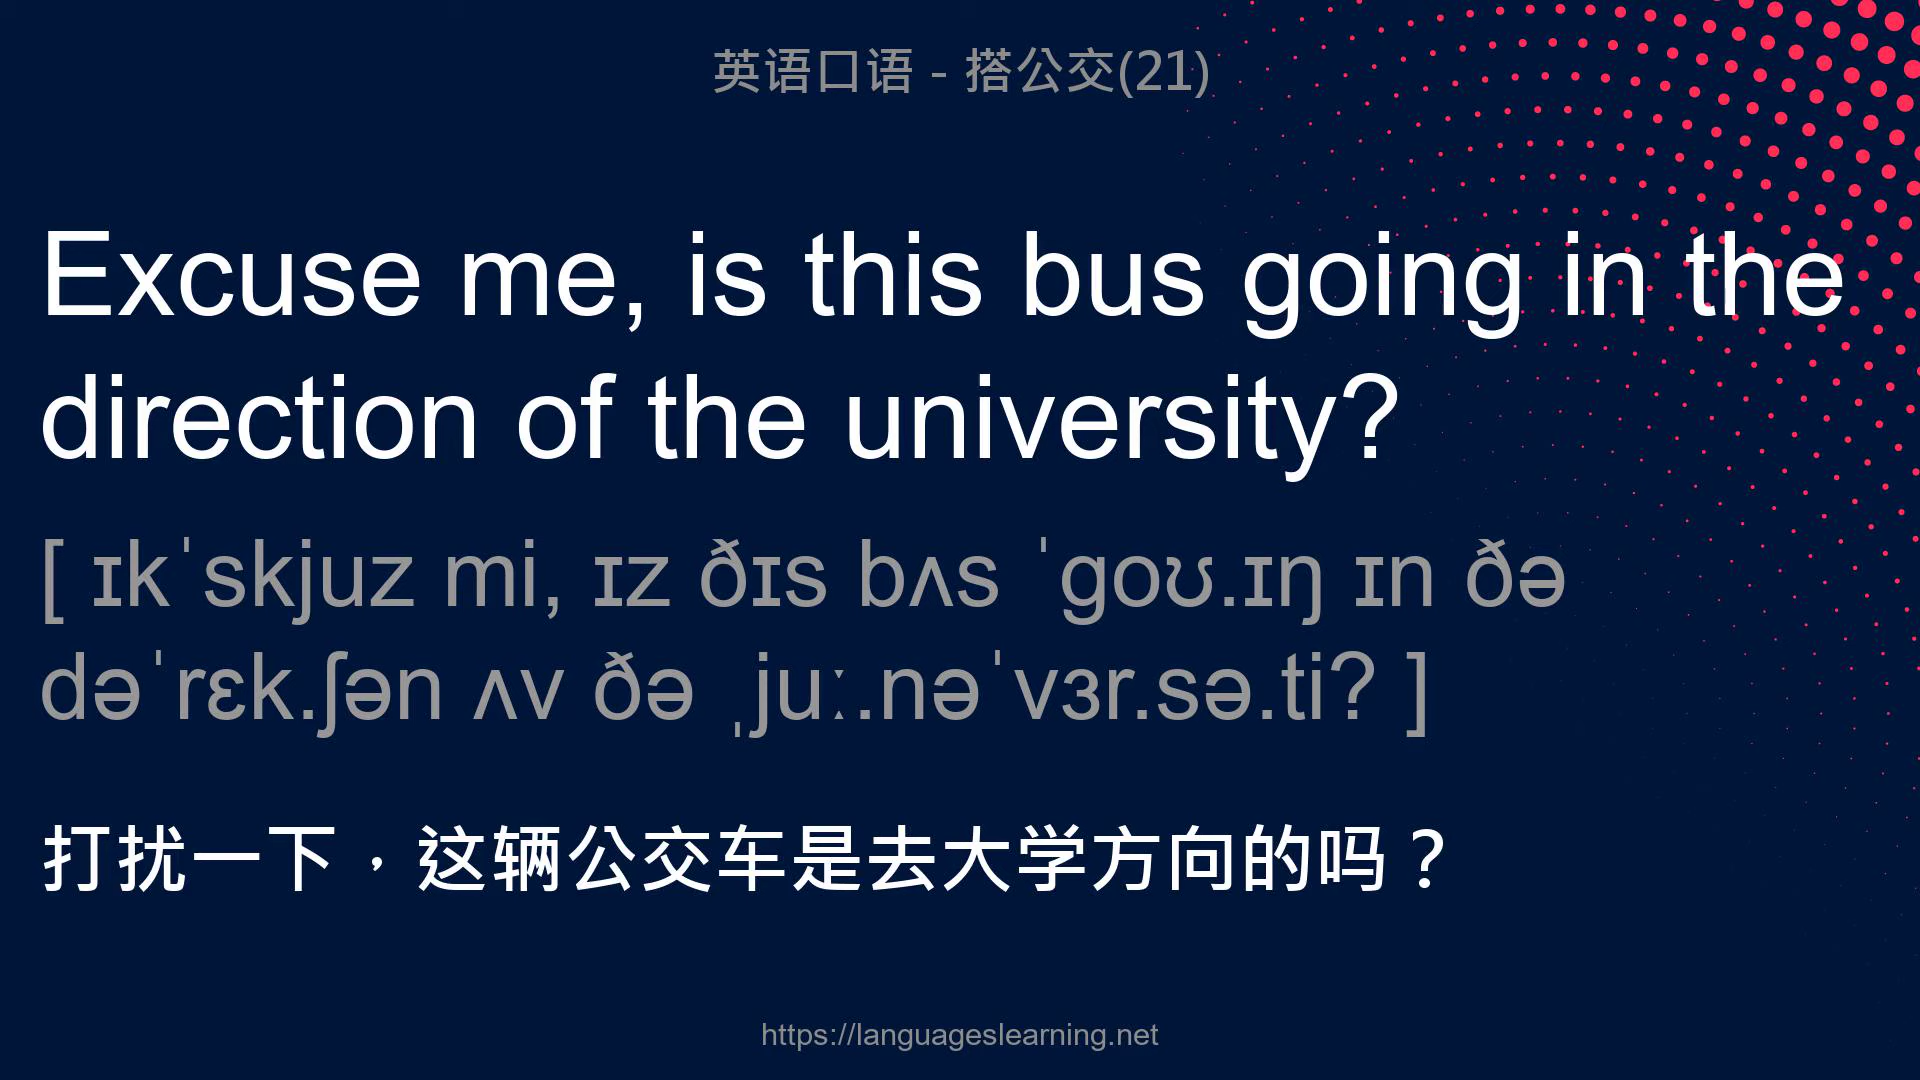 英语口语 - 搭公交(21)
Excuse me, is this bus going in the
direction of the university?
[ ɪkˈskjuz mi, ɪz ðɪs bʌs ˈgoʊ.ɪŋ ɪn ðə
dəˈrɛk.ʃən ʌv ðə ˌjuː.nəˈvɜr.sə.ti? ]
打扰一下，这辆公交车是去大学方向的吗？
https://languageslearning.net